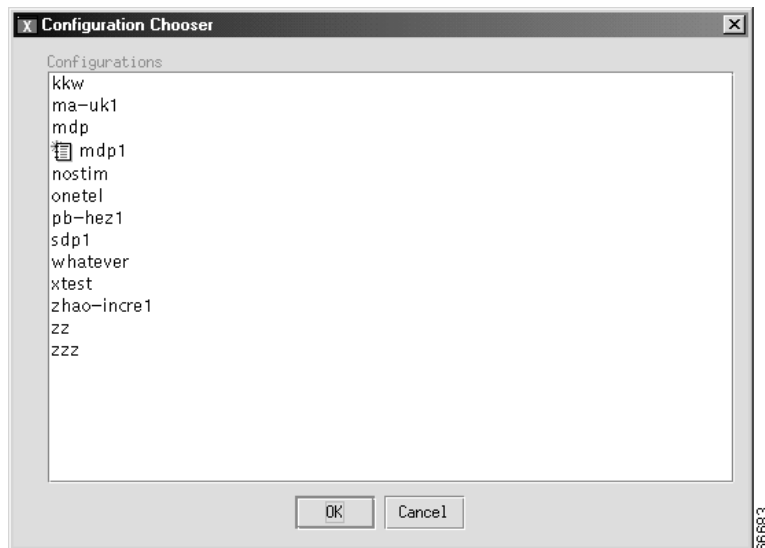 X Configuration Chooser
Configurations
kkw
ma-uk1
mdp
mdp1
nostim
onetel
pb-hez1
sdp1
whatever
xtest
zhao-incre1
zz
zzz
OK Cancel
66683